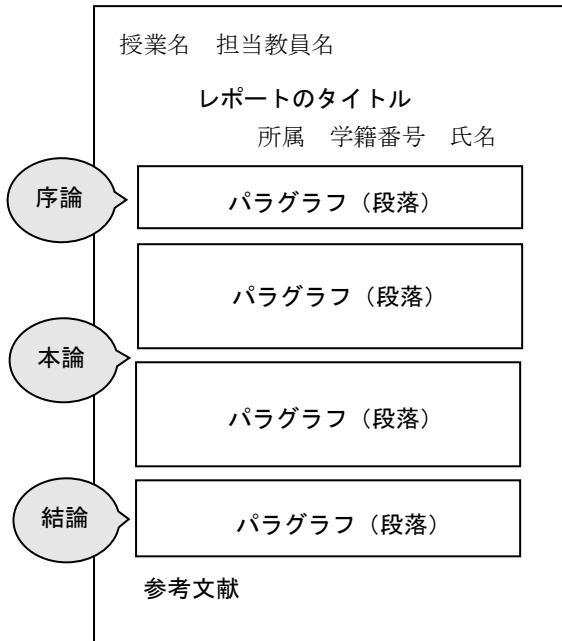 授業名　担当教員名
レポートのタイトル
所属　学籍番号　氏名
序論
パラグラフ（段落）
パラグラフ（段落）
本論
パラグラフ（段落）
結論
パラグラフ（段落）
参考文献